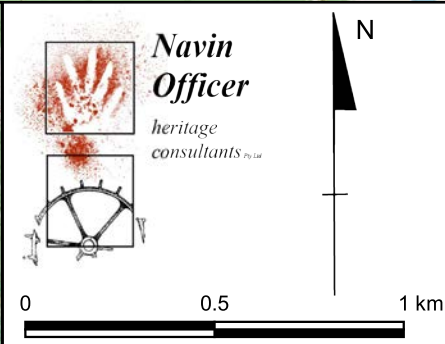 Navin
Officer
heritage
consultants Pty Ltd
N
0 0.5 1 km